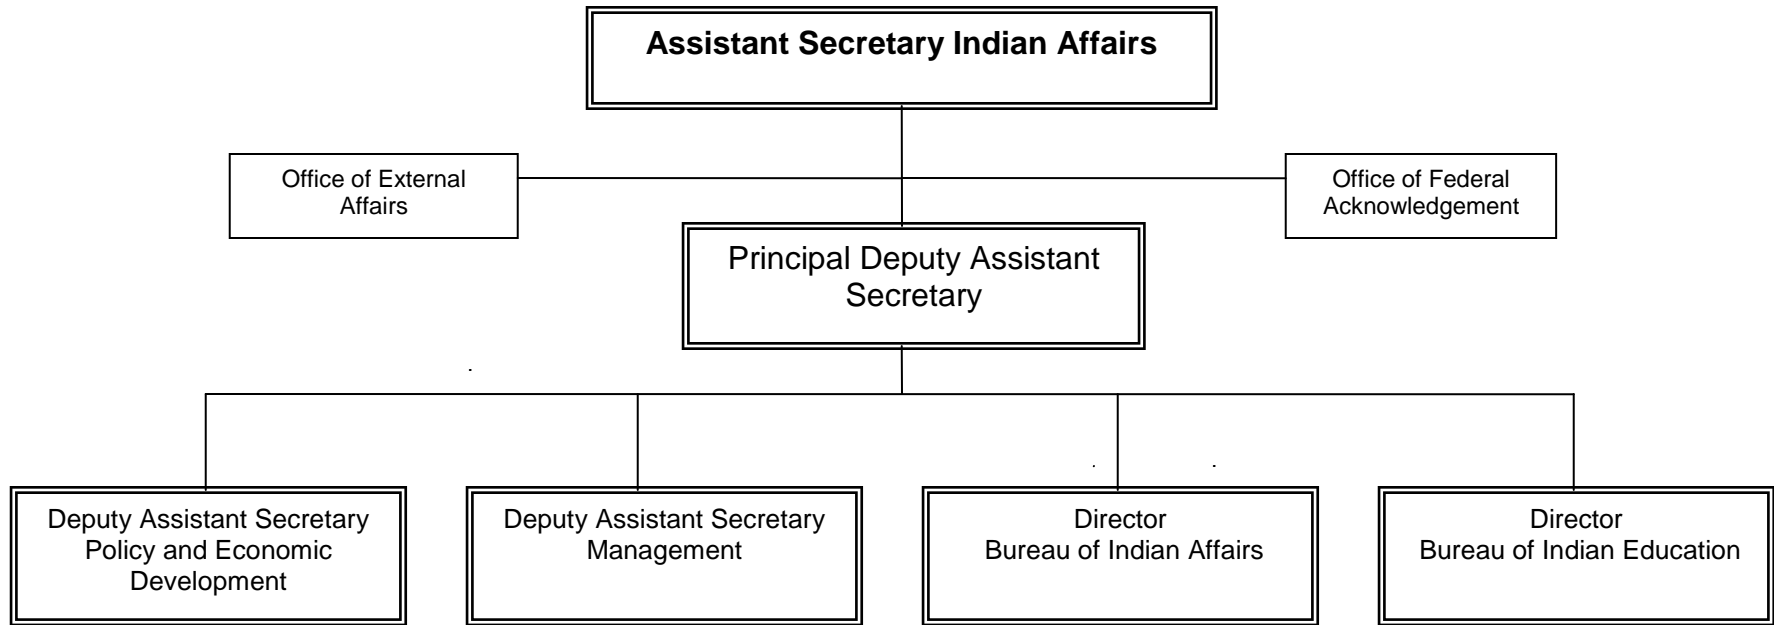 Assistant Secretary Indian Affairs
Office of External
Affairs
Office of Federal
Acknowledgement
Principal Deputy Assistant
Secretary
Deputy Assistant Secretary
Policy and Economic
Development
Deputy Assistant Secretary
Management
Director
Bureau of Indian Affairs
Director
Bureau of Indian Education